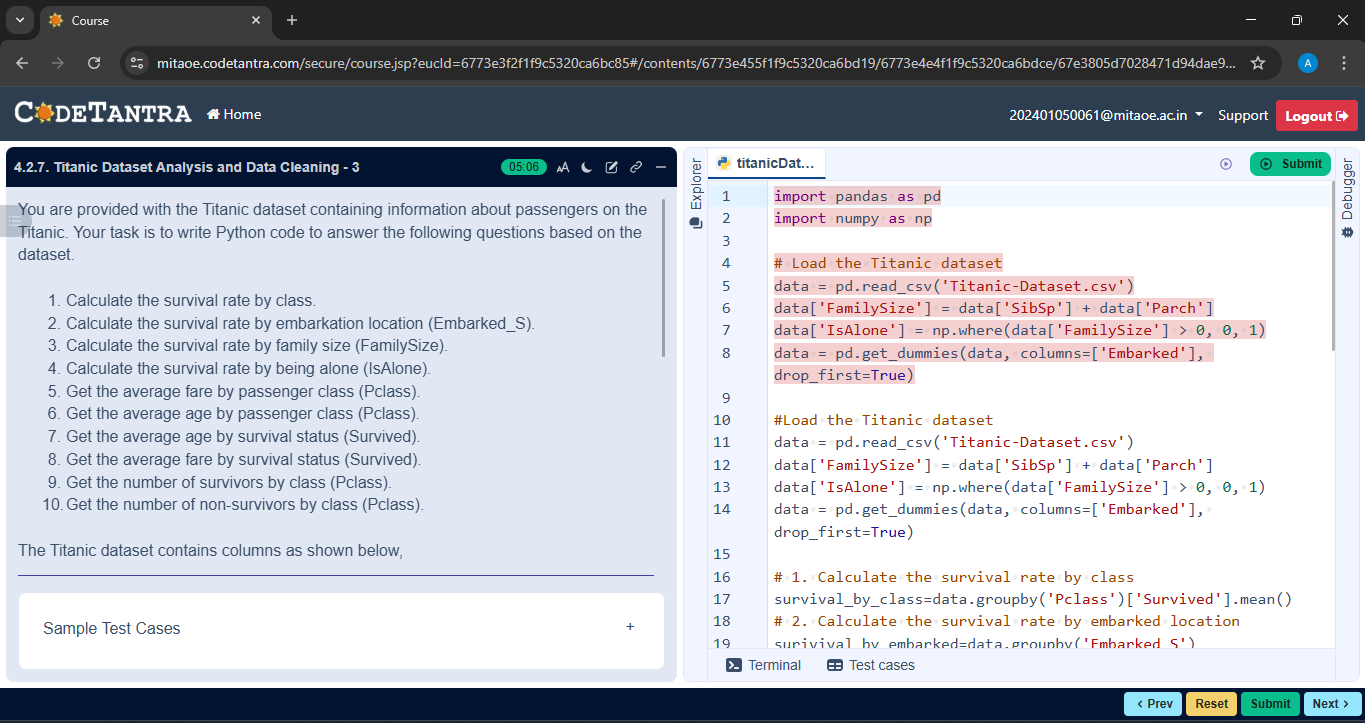 Course
mitaoe.codetantra.com/secure/course.jsp?eucId=6773e3f2f1f9c5320ca6bc85#/contents/6773e455f1f9c5320ca6bd19/6773e4e4f1f9c5320ca6bdce/67e3805d7028471d94dae9...
A
CODETANTRA
Home
202401050061@mitaoe.ac.in
Support
Logout
4.2.7. Titanic Dataset Analysis and Data Cleaning - 3
05:06
AA
You are provided with the Titanic dataset containing information about passengers on the
Titanic. Your task is to write Python code to answer the following questions based on the
dataset.
1. Calculate the survival rate by class.
2. Calculate the survival rate by embarkation location (Embarked_S).
3. Calculate the survival rate by family size (FamilySize).
4. Calculate the survival rate by being alone (IsAlone).
5. Get the average fare by passenger class (Pclass).
6. Get the average age by passenger class (Pclass).
7. Get the average age by survival status (Survived).
8. Get the average fare by survival status (Survived).
9. Get the number of survivors by class (Pclass).
10. Get the number of non-survivors by class (Pclass).
The Titanic dataset contains columns as shown below,
Sample Test Cases
+
Explorer
titanicDat...
Submit
Debugger
1 import pandas as pd
2 import numpy as np
3
4 # Load the Titanic dataset
5 data = pd.read_csv('Titanic-Dataset.csv')
6 data['FamilySize'] = data['SibSp'] + data['Parch']
7 data['IsAlone'] = np.where(data['FamilySize'] > 0, 0, 1)
8 data = pd.get_dummies(data, columns=['Embarked'],
drop_first=True)
9
10 #Load the Titanic dataset
11 data = pd.read_csv('Titanic-Dataset.csv')
12 data['FamilySize'] = data['SibSp'] + data['Parch']
13 data['IsAlone'] = np.where(data['FamilySize'] > 0, 0, 1)
14 data = pd.get_dummies(data, columns=['Embarked'],
drop_first=True)
15
16 # 1. Calculate the survival rate by class
17 survival_by_class=data.groupby('Pclass')['Survived'].mean()
18 # 2. Calculate the survival rate by embarked location
19 surivival_by_embarked=data.groupby('Embarked_S')
Terminal
Test cases
Prev
Reset
Submit
Next